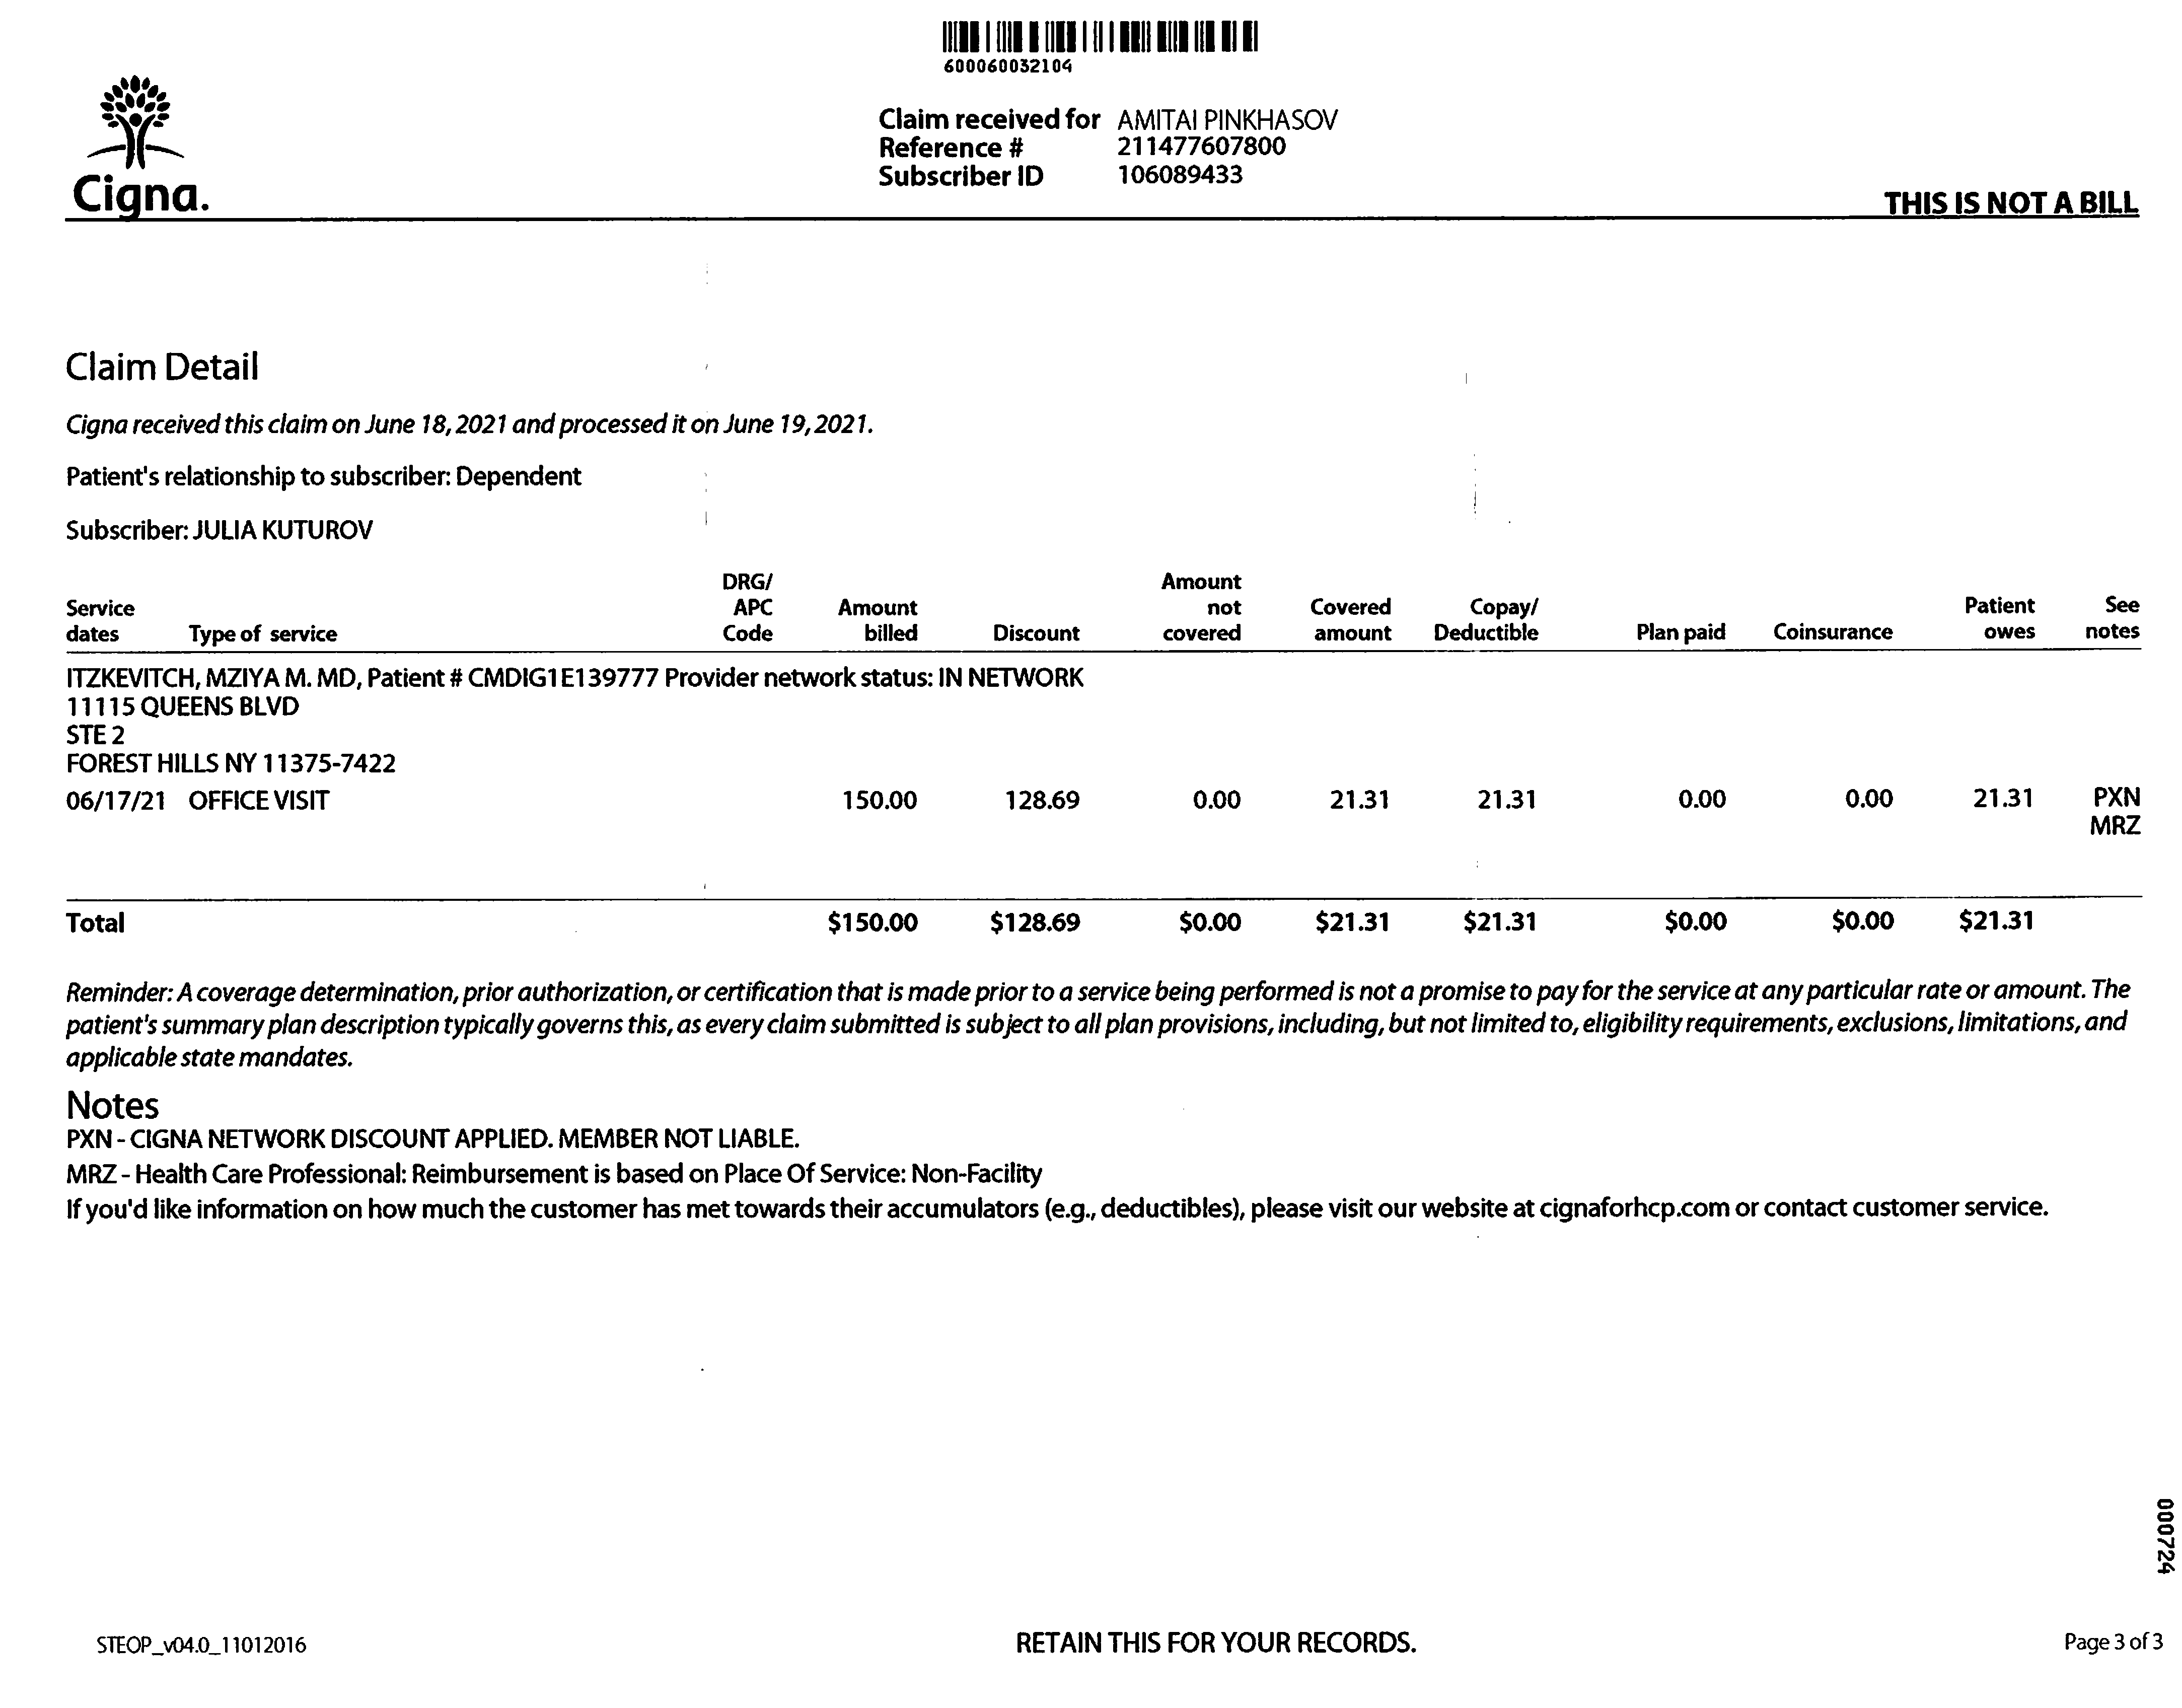 600060032104
Claim received for AMITAI PINKHASOV
Reference # 211477607800
Subscriber ID 106089433
Cigna.
THIS IS NOT A BILL
Claim Detail
Cigna received this claim on June 18, 2021 and processed it on June 19, 2021.
Patient's relationship to subscriber: Dependent
Subscriber: JULIA KUTUROV
Service dates Type of service DRG/ APC Code Amount billed Discount Amount not covered Covered amount Copay/ Deductible Plan paid Coinsurance Patient owes See notes
ITZKEVITCH, MZIYA M. MD, Patient # CMDIG1E139777 Provider network status: IN NETWORK
11115 QUEENS BLVD
STE 2
FOREST HILLS NY 11375-7422
06/17/21 OFFICE VISIT 150.00 128.69 0.00 21.31 21.31 0.00 0.00 21.31 PXN
MRZ
Total $150.00 $128.69 $0.00 $21.31 $21.31 $0.00 $0.00 $21.31
Reminder: A coverage determination, prior authorization, or certification that is made prior to a service being performed is not a promise to pay for the service at any particular rate or amount. The
patient's summary plan description typically governs this, as every claim submitted is subject to all plan provisions, including, but not limited to, eligibility requirements, exclusions, limitations, and
applicable state mandates.
Notes
PXN - CIGNA NETWORK DISCOUNT APPLIED. MEMBER NOT LIABLE.
MRZ - Health Care Professional: Reimbursement is based on Place Of Service: Non-Facility
If you'd like information on how much the customer has met towards their accumulators (e.g., deductibles), please visit our website at cignaforhcp.com or contact customer service.
000724
STEOP_v04.0_11012016
RETAIN THIS FOR YOUR RECORDS.
Page 3 of 3